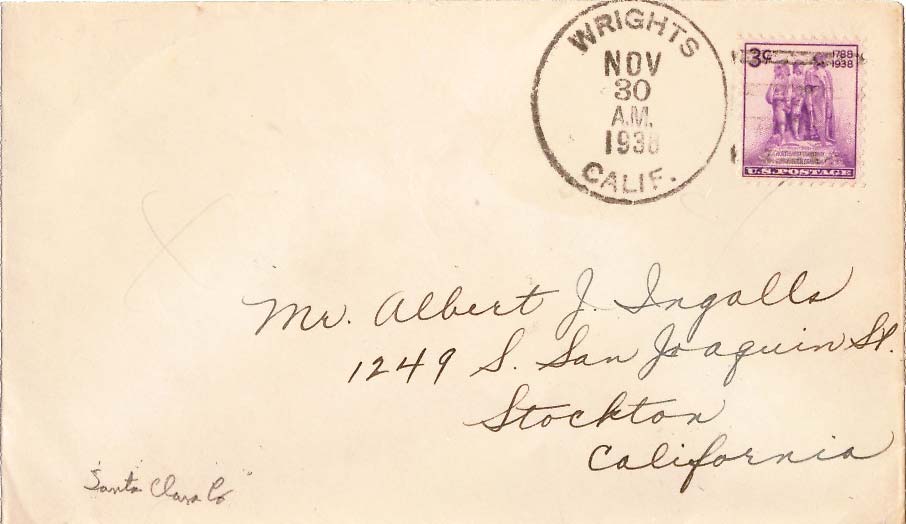 WRIGHTS
NOV
30
A.M.
1938
CALIF.
3¢
1788
1938
U.S. POSTAGE
Mr. Albert J. Ingalls
1249 S. San Joaquin St.
Stockton
California
"Santa Clara Co"